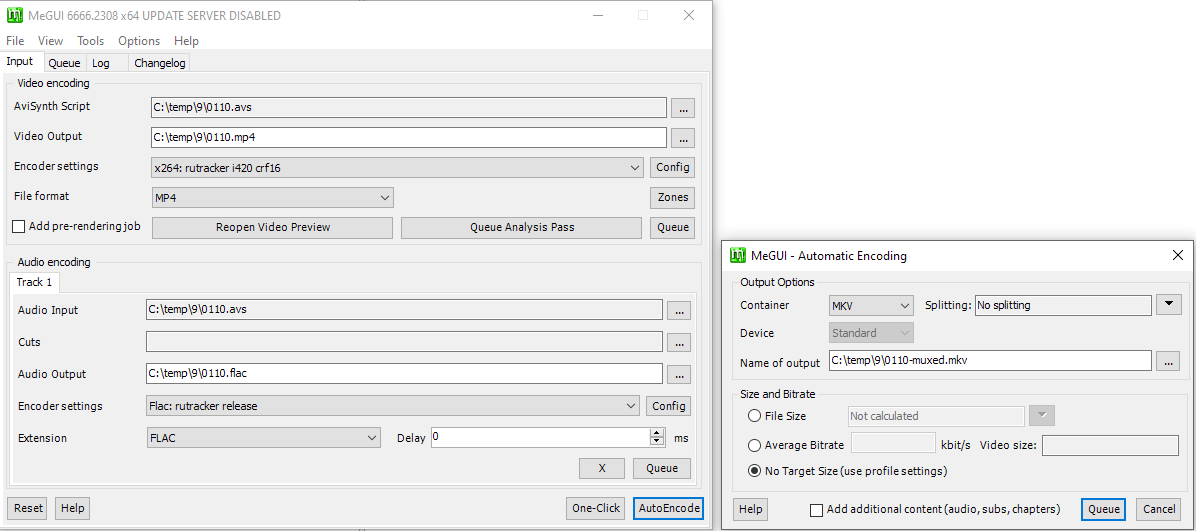 MeGUI 6666.2308 x64 UPDATE SERVER DISABLED
File View Tools Options Help
Input Queue Log Changelog
Video encoding
AviSynth Script C:\temp\9\0110.avs ...
Video Output C:\temp\9\0110.mp4 ...
Encoder settings x264: rutracker i420 crf16 Config
File format MP4 Zones
Add pre-rendering job Reopen Video Preview Queue Analysis Pass Queue
Audio encoding
Track 1
Audio Input C:\temp\9\0110.avs ...
Cuts ...
Audio Output C:\temp\9\0110.flac ...
Encoder settings Flac: rutracker release Config
Extension FLAC Delay 0 ms
X Queue
Reset Help One-Click AutoEncode
MeGUI - Automatic Encoding
Output Options
Container MKV Splitting: No splitting
Device Standard
Name of output C:\temp\9\0110-muxed.mkv ...
Size and Bitrate
File Size Not calculated
Average Bitrate kbit/s Video size:
No Target Size (use profile settings)
Help Add additional content (audio, subs, chapters) Queue Cancel